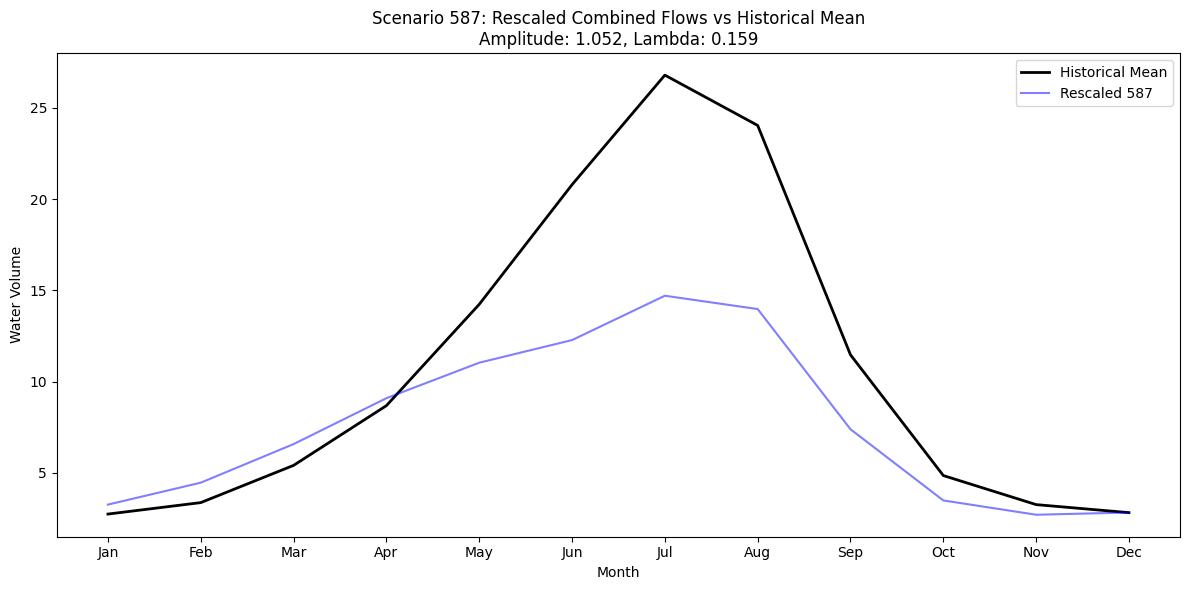 Scenario 587: Rescaled Combined Flows vs Historical Mean
Amplitude: 1.052, Lambda: 0.159
Historical Mean
Rescaled 587
Water Volume
25
20
15
10
5
Jan Feb Mar Apr May Jun Jul Aug Sep Oct Nov Dec
Month